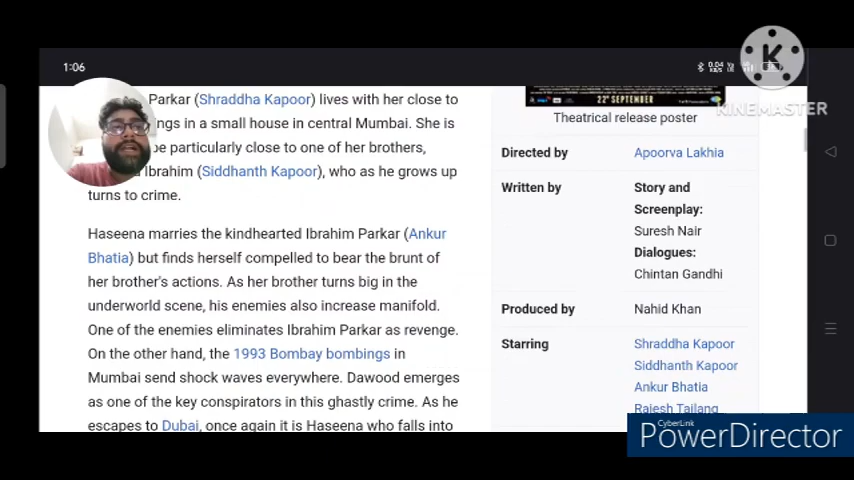 1:06
0.04
KINEMASTER
Parkar (Shraddha Kapoor) lives with her close to
ings in a small house in central Mumbai. She is
be particularly close to one of her brothers,
Ibrahim (Siddhanth Kapoor), who as he grows up
turns to crime.
Haseena marries the kindhearted Ibrahim Parkar (Ankur
Bhatia) but finds herself compelled to bear the brunt of
her brother's actions. As her brother turns big in the
underworld scene, his enemies also increase manifold.
One of the enemies eliminates Ibrahim Parkar as revenge.
On the other hand, the 1993 Bombay bombings in
Mumbai send shock waves everywhere. Dawood emerges
as one of the key conspirators in this ghastly crime. As he
escapes to Dubai, once again it is Haseena who falls into
22nd SEPTEMBER
Theatrical release poster
Directed by Apoorva Lakhia
Written by Story and
Screenplay:
Suresh Nair
Dialogues:
Chintan Gandhi
Produced by Nahid Khan
Starring Shraddha Kapoor
Siddhanth Kapoor
Ankur Bhatia
Rajesh Tailang
CyberLink
PowerDirector